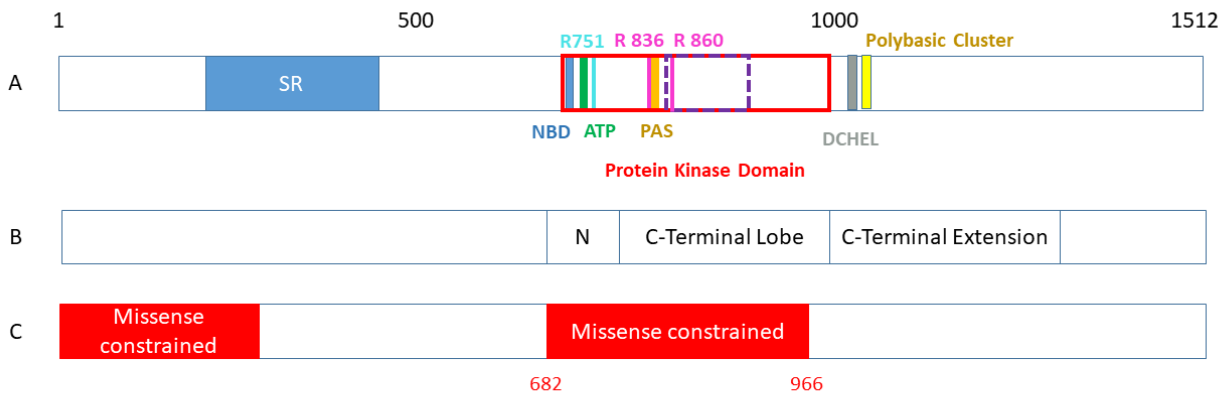 1 500 1000 1512
R751 R 836 R 860 Polybasic Cluster
A SR
NBD ATP PAS DCHEL
Protein Kinase Domain
B N C-Terminal Lobe C-Terminal Extension
C Missense constrained Missense constrained
682 966